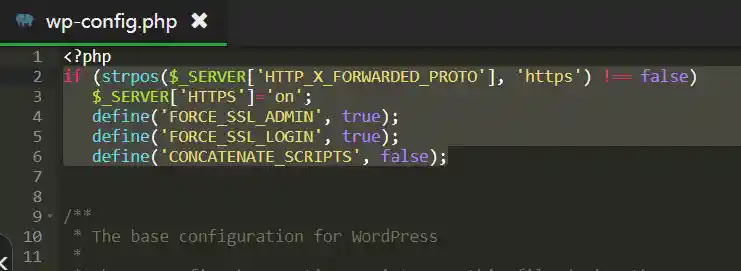 wp-config.php ✖
1 <?php
2 if (strpos($_SERVER['HTTP_X_FORWARDED_PROTO'], 'https') !== false)
3    $_SERVER['HTTPS']='on';
4    define('FORCE_SSL_ADMIN', true);
5    define('FORCE_SSL_LOGIN', true);
6    define('CONCATENATE_SCRIPTS', false);
7
8
9 /**
10  * The base configuration for WordPress
11  *